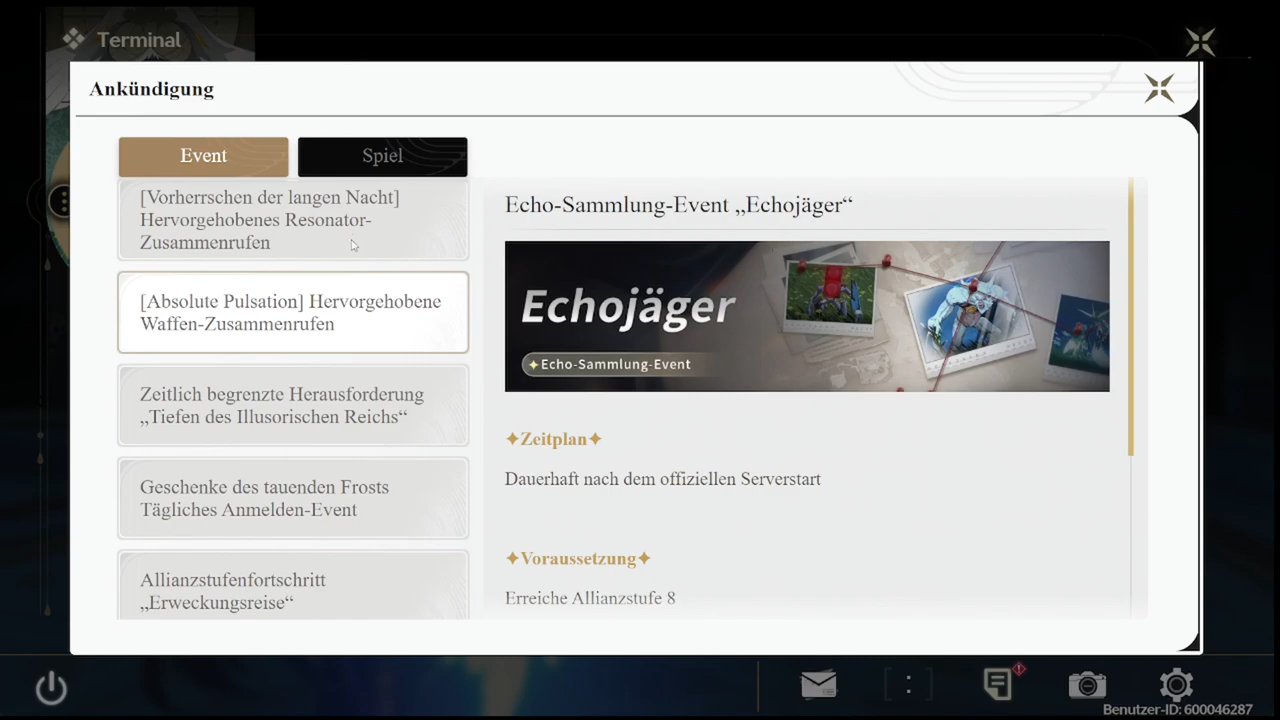 Terminal
Ankündigung
Event
Spiel
[Vorherrschen der langen Nacht]
Hervorgehobenes Resonator-
Zusammenrufen
[Absolute Pulsation] Hervorgehobene
Waffen-Zusammenrufen
Zeitlich begrenzte Herausforderung
„Tiefen des Illusorischen Reichs“
Geschenke des tauenden Frosts
Tägliches Anmelden-Event
Allianzstufenfortschritt
„Erweckungsreise“
Echo-Sammlung-Event „Echojäger“
Echojäger
✦Echo-Sammlung-Event
✦Zeitplan✦
Dauerhaft nach dem offiziellen Serverstart
✦Voraussetzung✦
Erreiche Allianzstufe 8
Benutzer-ID: 600046287